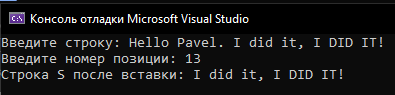 Консоль отладки Microsoft Visual Studio
Введите строку: Hello Pavel. I did it, I DID IT!
Введите номер позиции: 13
Строка S после вставки: I did it, I DID IT!